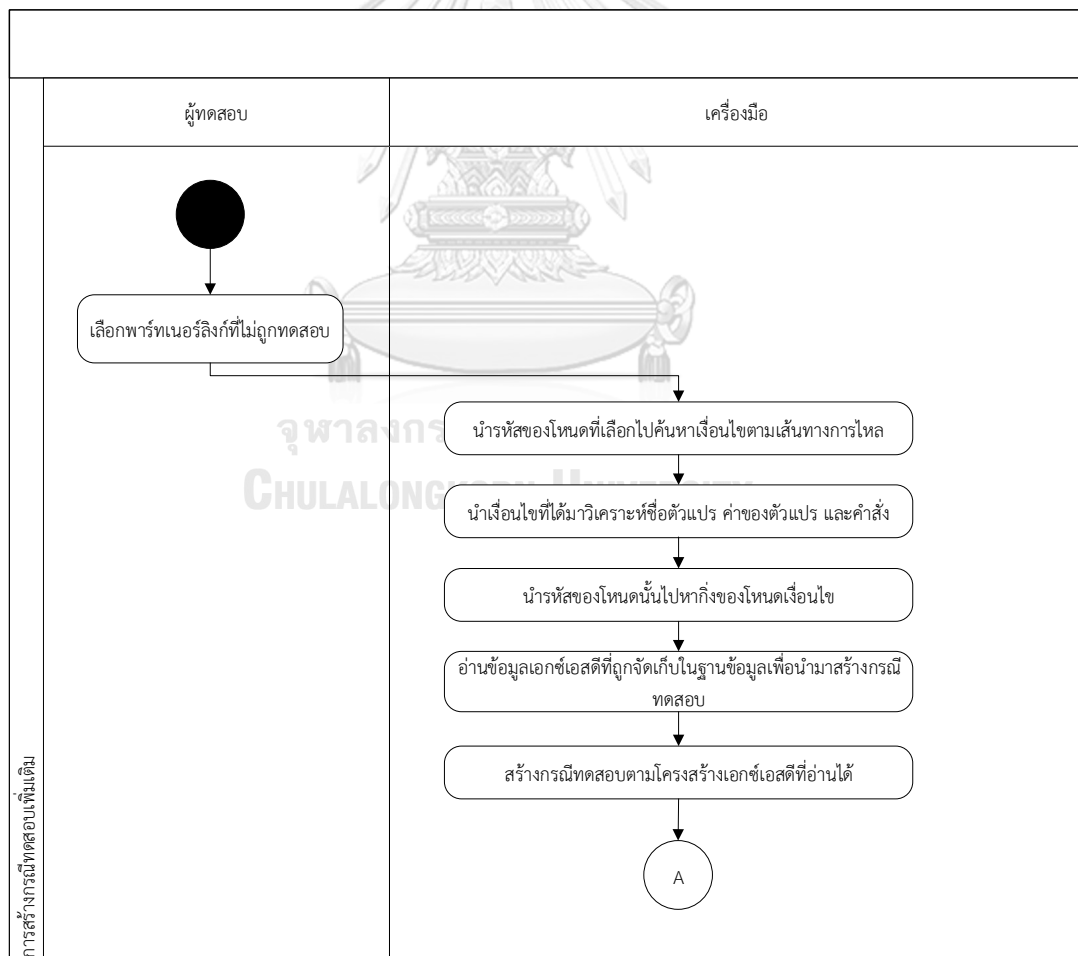 ผู้ทดสอบ
เครื่องมือ
เลือกพาร์ทเนอร์ลิงก์ที่ไม่ถูกทดสอบ
นำรหัสของโหนดที่เลือกไปค้นหาเงื่อนไขตามเส้นทางการไหล
จุฬาลงกร
CHULALONG
นำเงื่อนไขที่ได้มาวิเคราะห์ชื่อตัวแปร ค่าของตัวแปร และคำสั่ง
นำรหัสของโหนดนั้นไปหากิ่งของโหนดเงื่อนไข
อ่านข้อมูลเอกซ์เอสดีที่ถูกจัดเก็บในฐานข้อมูลเพื่อนำมาสร้างกรณี
ทดสอบ
สร้างกรณีทดสอบตามโครงสร้างเอกซ์เอสดีที่อ่านได้
A
การสร้างกรณีทดสอบเพิ่มเติม